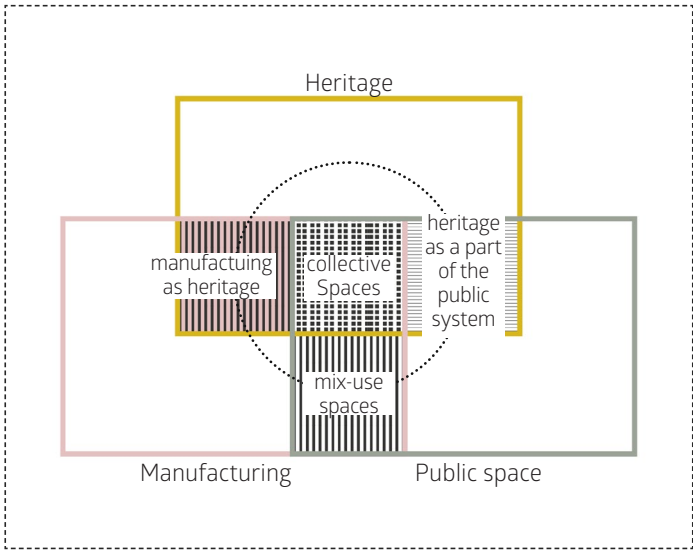 Heritage
manufactuing
as heritage
collective
Spaces
heritage
as a part
of the
public
system
mix-use
spaces
Manufacturing
Public space